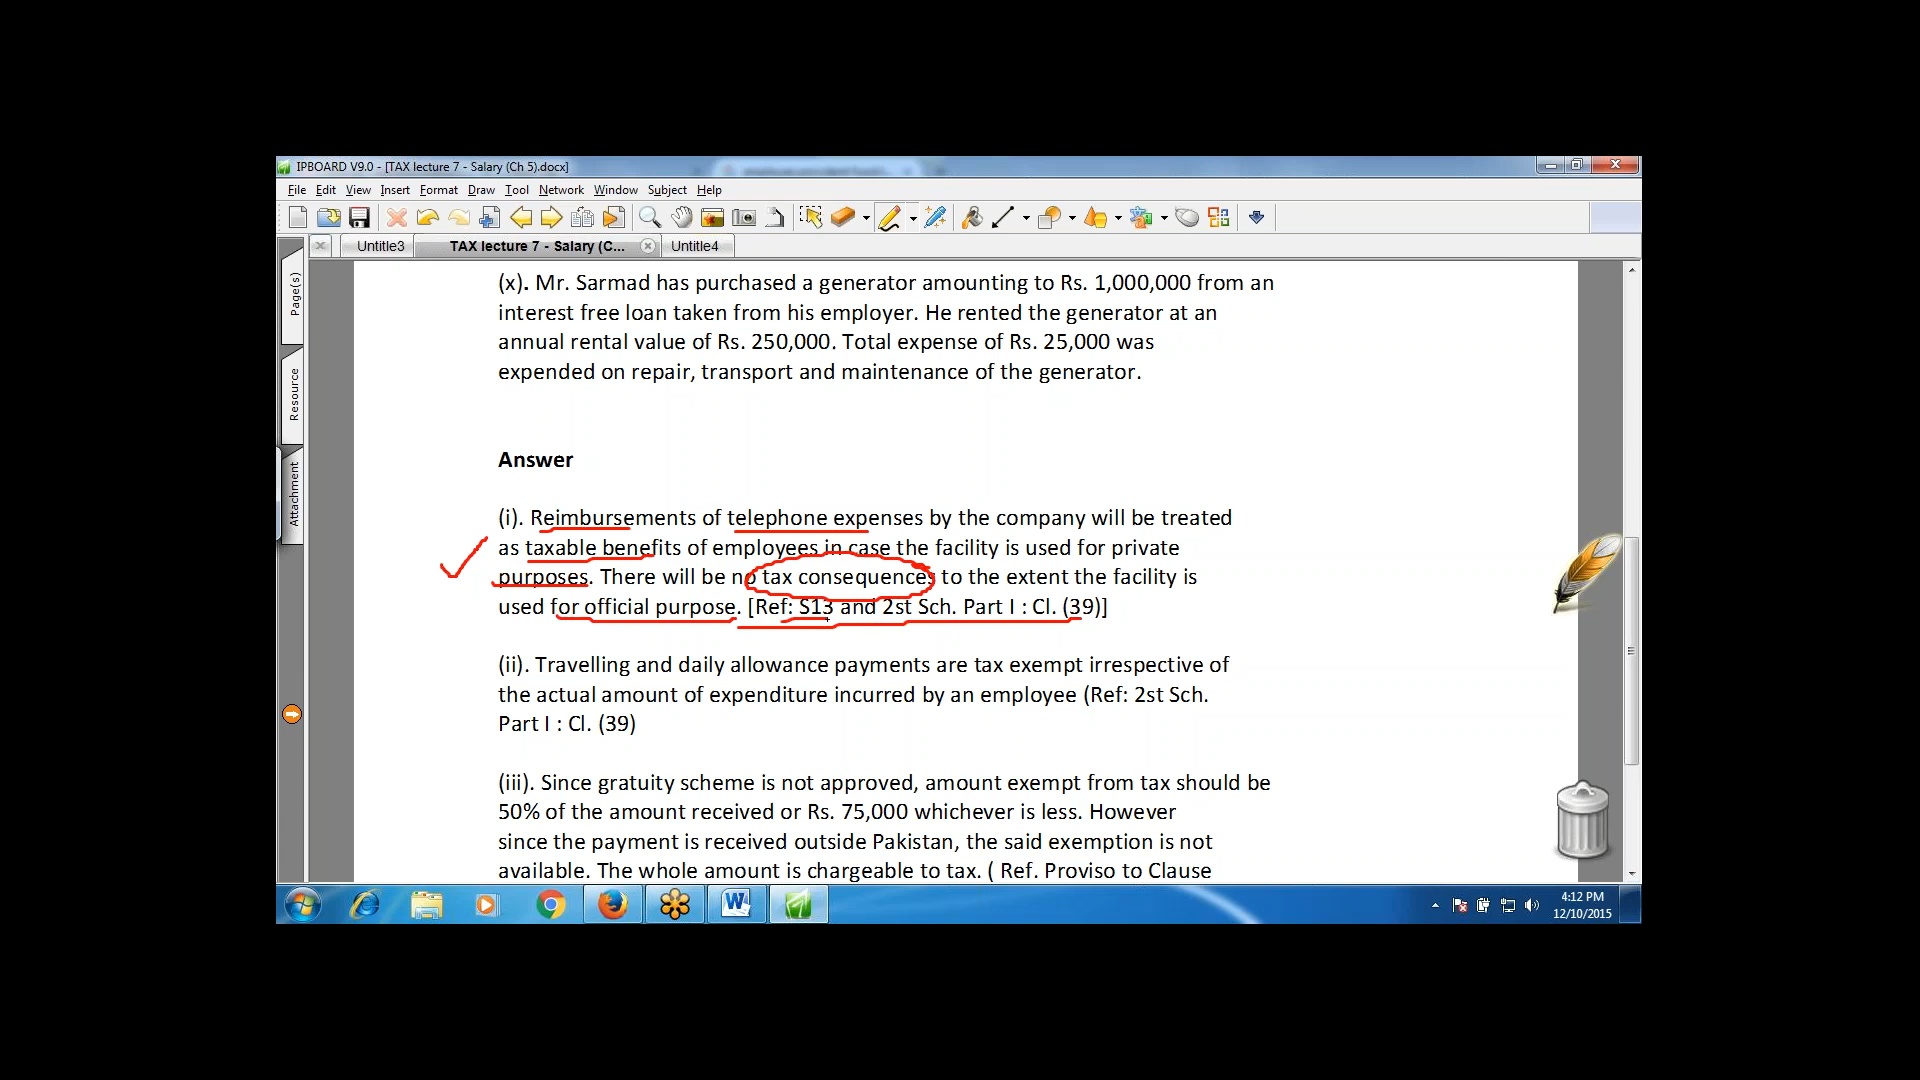 IPBOARD V9.0 - [TAX lecture 7 - Salary (Ch 5).docx]
File Edit View Insert Format Draw Tool Network Window Subject Help
Untitle3 TAX lecture 7 - Salary (C... Untitle4
Page(s)
Resource
Attachment
(x). Mr. Sarmad has purchased a generator amounting to Rs. 1,000,000 from an
interest free loan taken from his employer. He rented the generator at an
annual rental value of Rs. 250,000. Total expense of Rs. 25,000 was
expended on repair, transport and maintenance of the generator.
Answer
(i). Reimbursements of telephone expenses by the company will be treated
as taxable benefits of employees in case the facility is used for private
purposes. There will be no tax consequences to the extent the facility is
used for official purpose. [Ref: S13 and 2st Sch. Part I : Cl. (39)]
(ii). Travelling and daily allowance payments are tax exempt irrespective of
the actual amount of expenditure incurred by an employee (Ref: 2st Sch.
Part I : Cl. (39)
(iii). Since gratuity scheme is not approved, amount exempt from tax should be
50% of the amount received or Rs. 75,000 whichever is less. However
since the payment is received outside Pakistan, the said exemption is not
available. The whole amount is chargeable to tax. ( Ref. Proviso to Clause
4:12 PM
12/10/2015